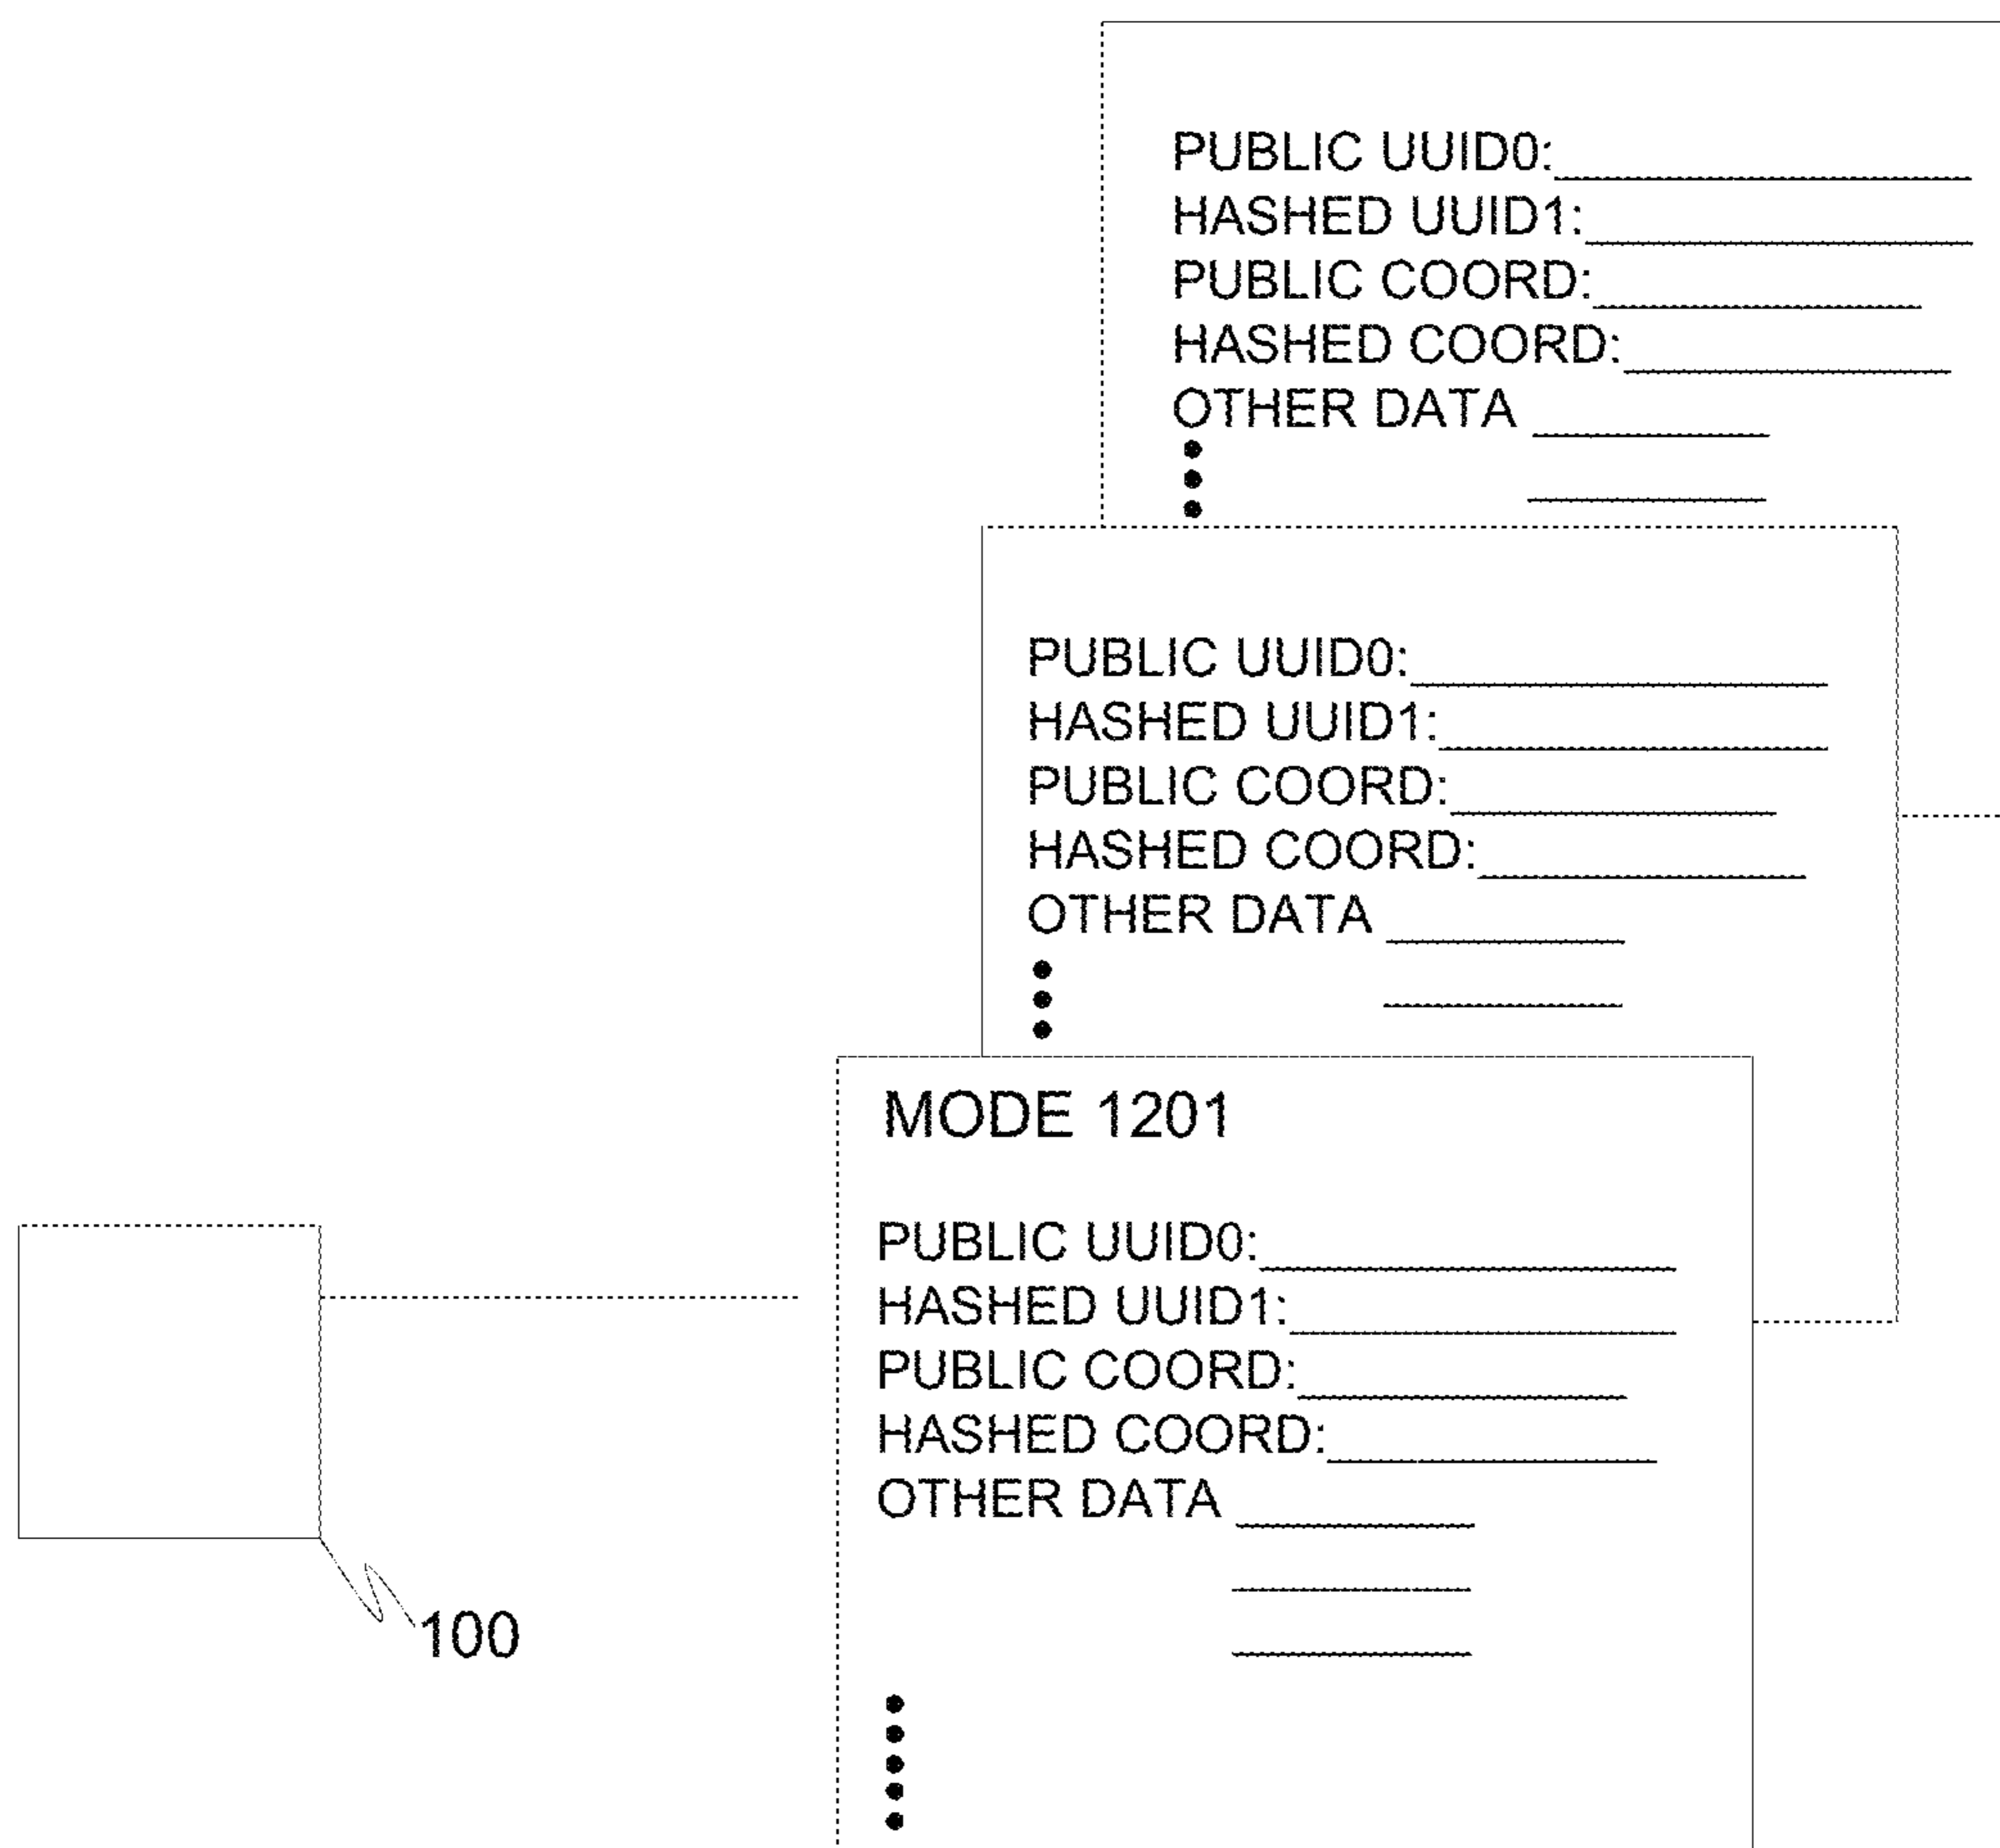 PUBLIC UUID0:
HASHED UUID1:
PUBLIC COORD:
HASHED COORD:
OTHER DATA
PUBLIC UUID0:
HASHED UUID1:
PUBLIC COORD:
HASHED COORD:
OTHER DATA
MODE 1201
PUBLIC UUID0:
HASHED UUID1:
PUBLIC COORD:
HASHED COORD:
OTHER DATA
100